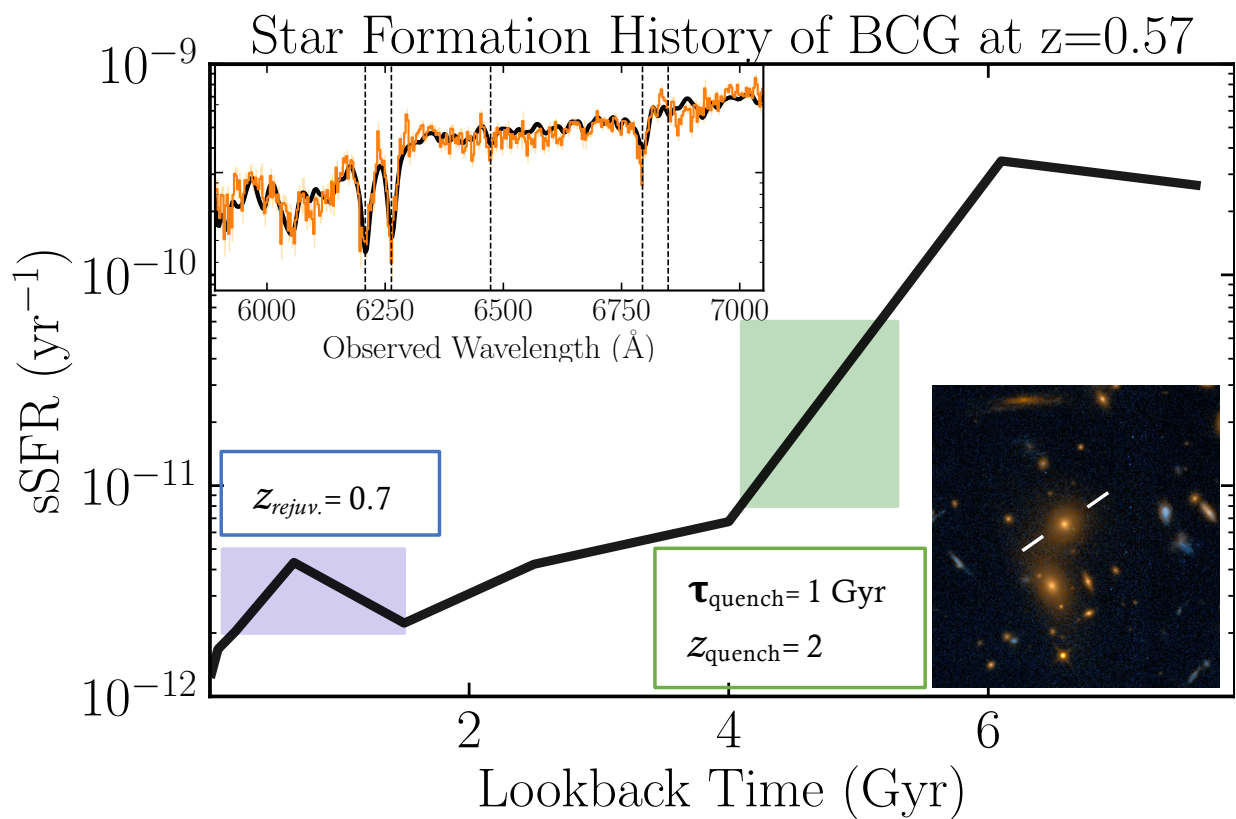 Star Formation History of BCG at z=0.57
10⁻⁹
10⁻¹⁰
10⁻¹¹
10⁻¹²
sSFR (yr⁻¹)
6000 6250 6500 6750 7000
Observed Wavelength (Å)
z_rejuv.= 0.7
τ_quench= 1 Gyr
z_quench= 2
2 4 6
Lookback Time (Gyr)